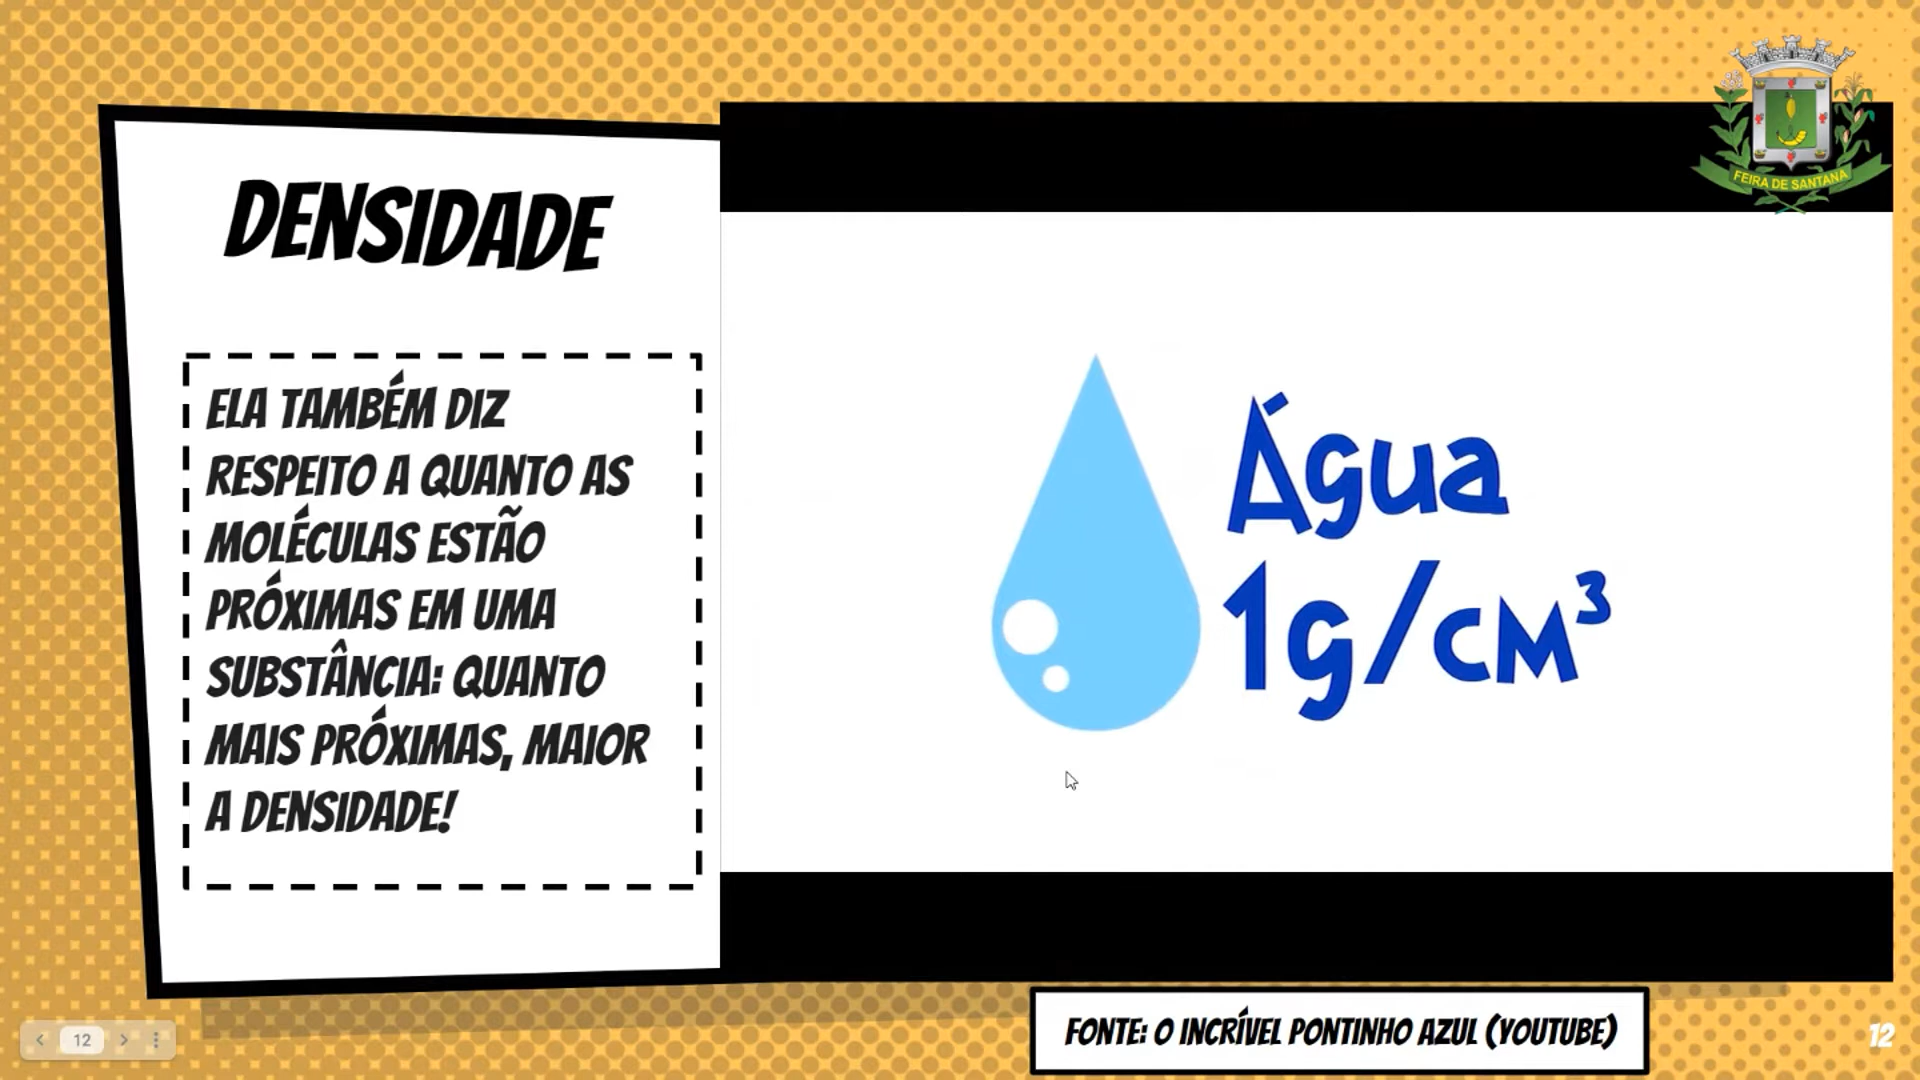 FEIRA DE SANTANA
DENSIDADE
ELA TAMBÉM DIZ
RESPEITO A QUANTO AS
MOLÉCULAS ESTÃO
PRÓXIMAS EM UMA
SUBSTÂNCIA: QUANTO
MAIS PRÓXIMAS, MAIOR
A DENSIDADE!
Água
1g/cm³
FONTE: O INCRÍVEL PONTINHO AZUL (YOUTUBE)
12
12